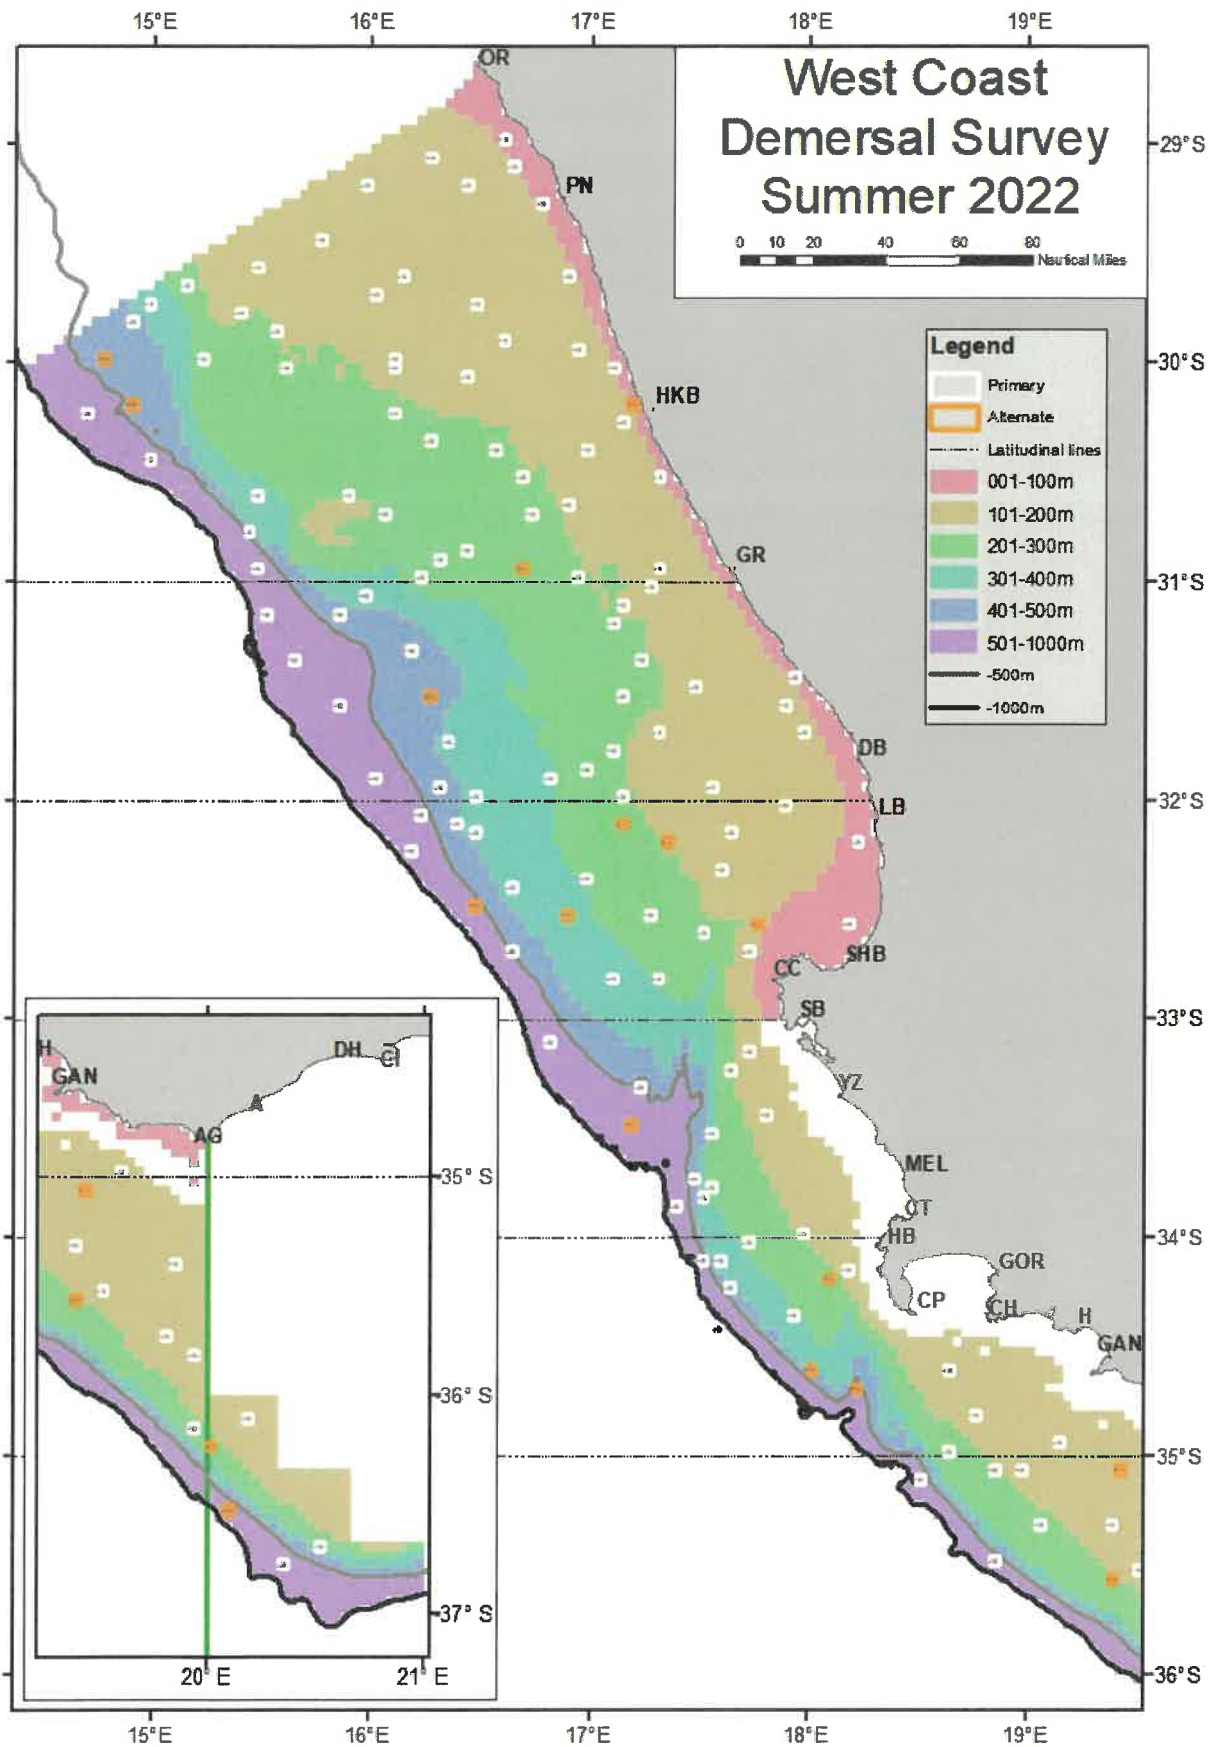 15°E 16°E 17°E 18°E 19°E
OR
West Coast
Demersal Survey
Summer 2022
0 10 20 40 60 80
Nautical Miles
29°S
PN
Legend
Primary
Alternate
Latitudinal lines
001-100m
101-200m
201-300m
301-400m
401-500m
501-1000m
-500m
-1000m
30°S
HKB
GR
31°S
DB
LB
32°S
SHB
CC
SB
33°S
YZ
MEL
CT
HB
34°S
GOR
CP
CH
H
GAN
35°S
36°S
H
GAN
DH
A
AG
35° S
36° S
37° S
20° E 21° E
15°E 16°E 17°E 18°E 19°E